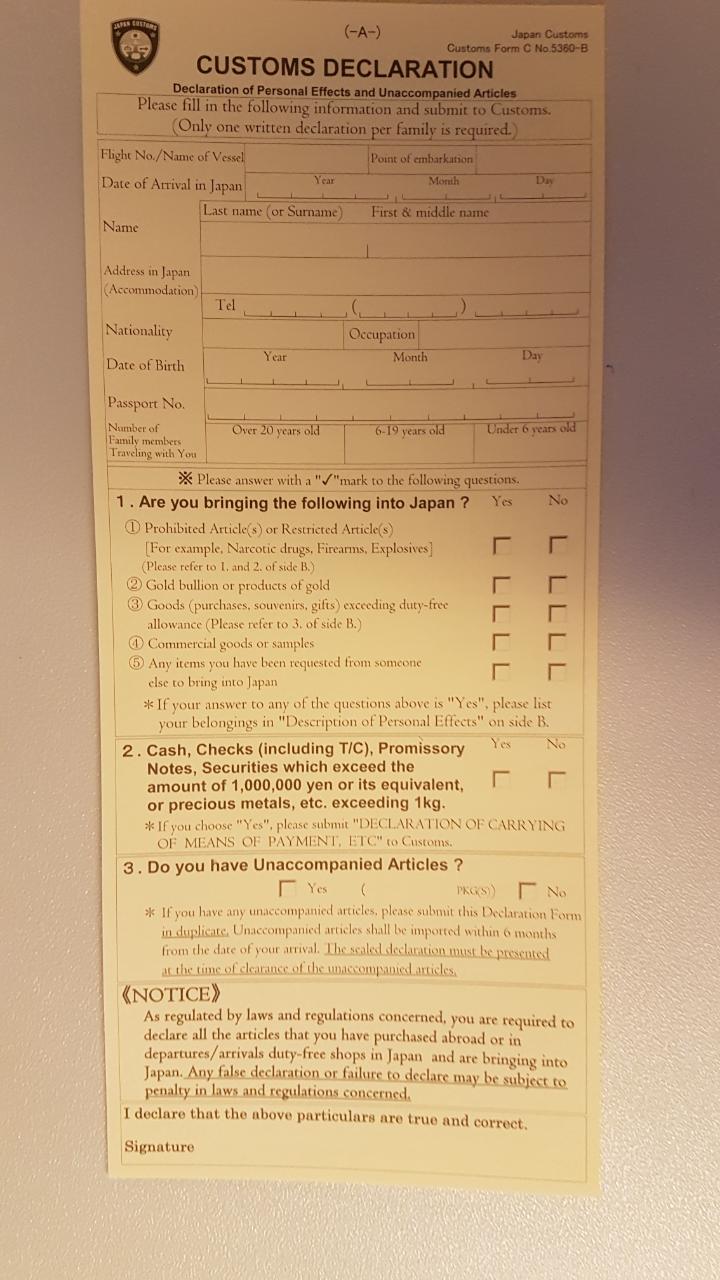 JAPAN CUSTOMS
(-A-)
Japan Customs
Customs Form C No.5360-B
CUSTOMS DECLARATION
Declaration of Personal Effects and Unaccompanied Articles
Please fill in the following information and submit to Customs.
(Only one written declaration per family is required.)
Flight No./Name of Vessel Point of embarkation
Date of Arrival in Japan Year Month Day
Last name (or Surname) First & middle name
Name
Address in Japan
(Accommodation)
Tel ( )
Nationality Occupation
Date of Birth Year Month Day
Passport No.
Number of
Family members
Traveling with You
Over 20 years old 6-19 years old Under 6 years old
※ Please answer with a "✓"mark to the following questions.
1. Are you bringing the following into Japan ? Yes No
① Prohibited Article(s) or Restricted Article(s)
[For example, Narcotic drugs, Firearms, Explosives]
(Please refer to 1. and 2. of side B.)
② Gold bullion or products of gold
③ Goods (purchases, souvenirs, gifts) exceeding duty-free
allowance (Please refer to 3. of side B.)
④ Commercial goods or samples
⑤ Any items you have been requested from someone
else to bring into Japan
＊If your answer to any of the questions above is "Yes", please list
your belongings in "Description of Personal Effects" on side B.
2. Cash, Checks (including T/C), Promissory Yes No
Notes, Securities which exceed the
amount of 1,000,000 yen or its equivalent,
or precious metals, etc. exceeding 1kg.
＊If you choose "Yes", please submit "DECLARATION OF CARRYING
OF MEANS OF PAYMENT, ETC" to Customs.
3. Do you have Unaccompanied Articles ?
Yes ( PKG(S)) No
＊ If you have any unaccompanied articles, please submit this Declaration Form
in duplicate. Unaccompanied articles shall be imported within 6 months
from the date of your arrival. The sealed declaration must be presented
at the time of clearance of the unaccompanied articles.
《NOTICE》
As regulated by laws and regulations concerned, you are required to
declare all the articles that you have purchased abroad or in
departures/arrivals duty-free shops in Japan and are bringing into
Japan. Any false declaration or failure to declare may be subject to
penalty in laws and regulations concerned.
I declare that the above particulars are true and correct.
Signature